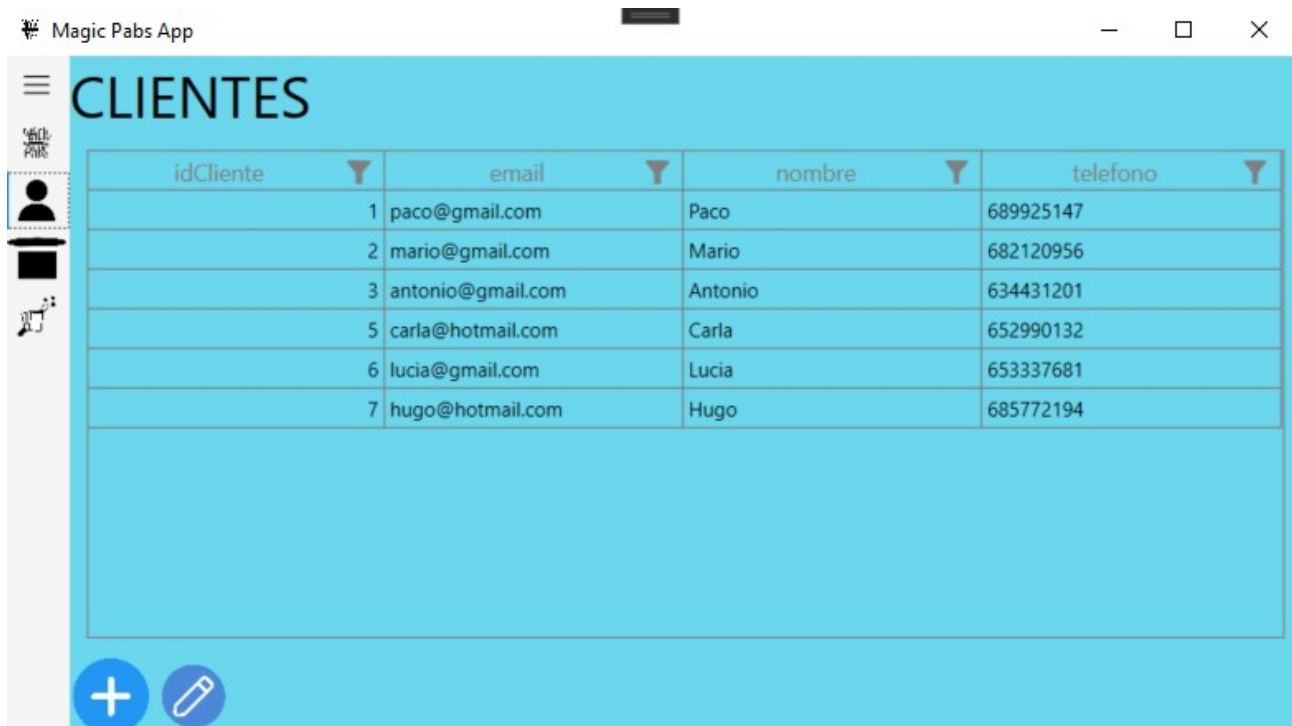 Magic Pabs App
CLIENTES
idCliente email nombre telefono
1 paco@gmail.com Paco 689925147
2 mario@gmail.com Mario 682120956
3 antonio@gmail.com Antonio 634431201
5 carla@hotmail.com Carla 652990132
6 lucia@gmail.com Lucia 653337681
7 hugo@hotmail.com Hugo 685772194